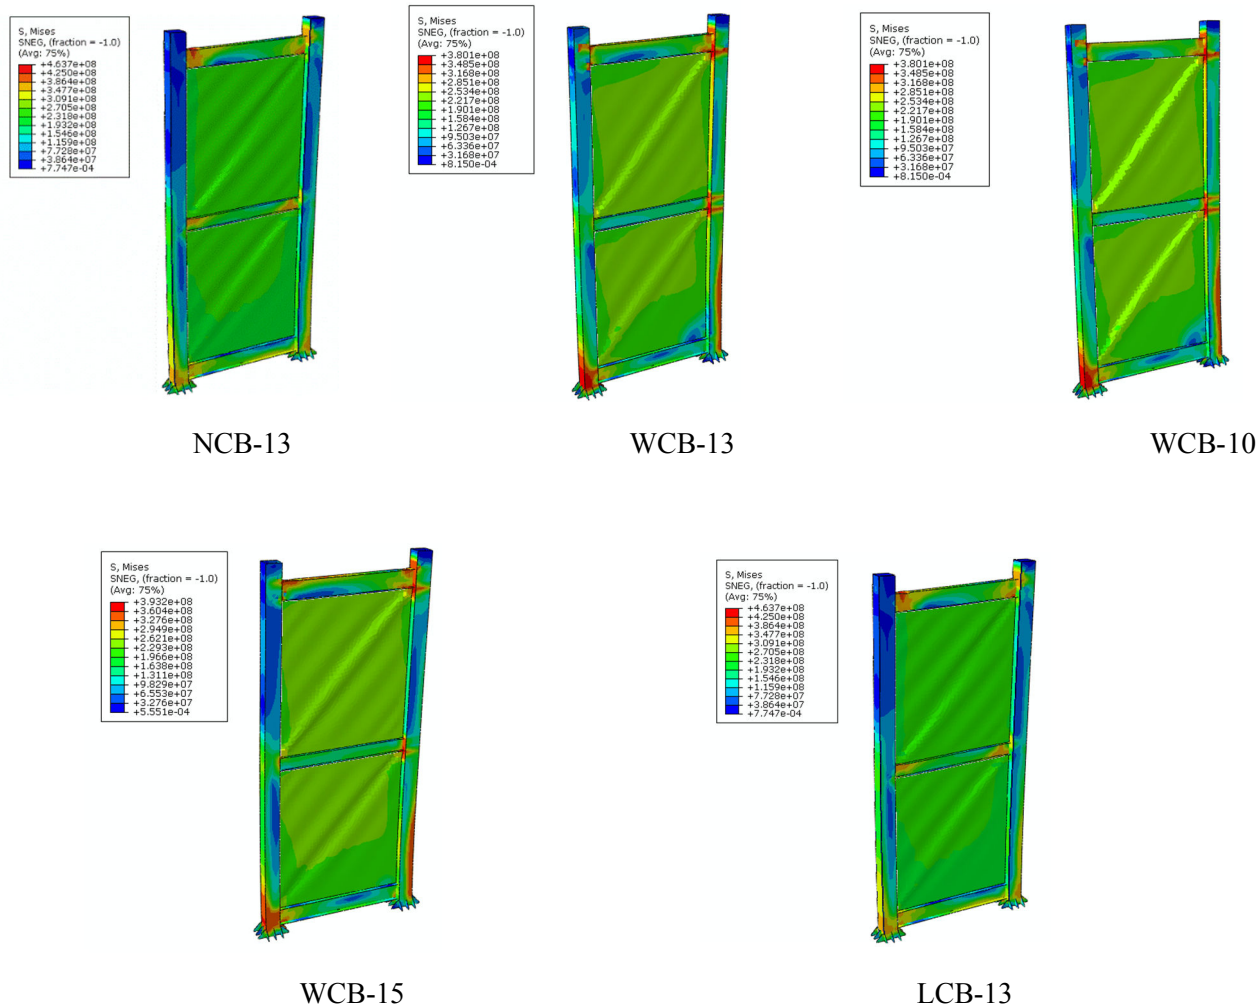 S, Mises
SNEG, (fraction = -1.0)
(Avg: 75%)
+4.637e+08
+4.250e+08
+3.864e+08
+3.477e+08
+3.091e+08
+2.705e+08
+2.318e+08
+1.932e+08
+1.546e+08
+1.159e+08
+7.728e+07
+3.864e+07
+7.747e-04
S, Mises
SNEG, (fraction = -1.0)
(Avg: 75%)
+3.801e+08
+3.485e+08
+3.168e+08
+2.851e+08
+2.534e+08
+2.217e+08
+1.901e+08
+1.584e+08
+1.267e+08
+9.503e+07
+6.336e+07
+3.168e+07
+8.150e-04
S, Mises
SNEG, (fraction = -1.0)
(Avg: 75%)
+3.801e+08
+3.485e+08
+3.168e+08
+2.851e+08
+2.534e+08
+2.217e+08
+1.901e+08
+1.584e+08
+1.267e+08
+9.503e+07
+6.336e+07
+3.168e+07
+8.150e-04
NCB-13
WCB-13
WCB-10
S, Mises
SNEG, (fraction = -1.0)
(Avg: 75%)
+3.932e+08
+3.604e+08
+3.276e+08
+2.949e+08
+2.621e+08
+2.293e+08
+1.966e+08
+1.638e+08
+1.311e+08
+9.829e+07
+6.553e+07
+3.276e+07
+5.551e-04
S, Mises
SNEG, (fraction = -1.0)
(Avg: 75%)
+4.637e+08
+4.250e+08
+3.864e+08
+3.477e+08
+3.091e+08
+2.705e+08
+2.318e+08
+1.932e+08
+1.546e+08
+1.159e+08
+7.728e+07
+3.864e+07
+7.747e-04
WCB-15
LCB-13